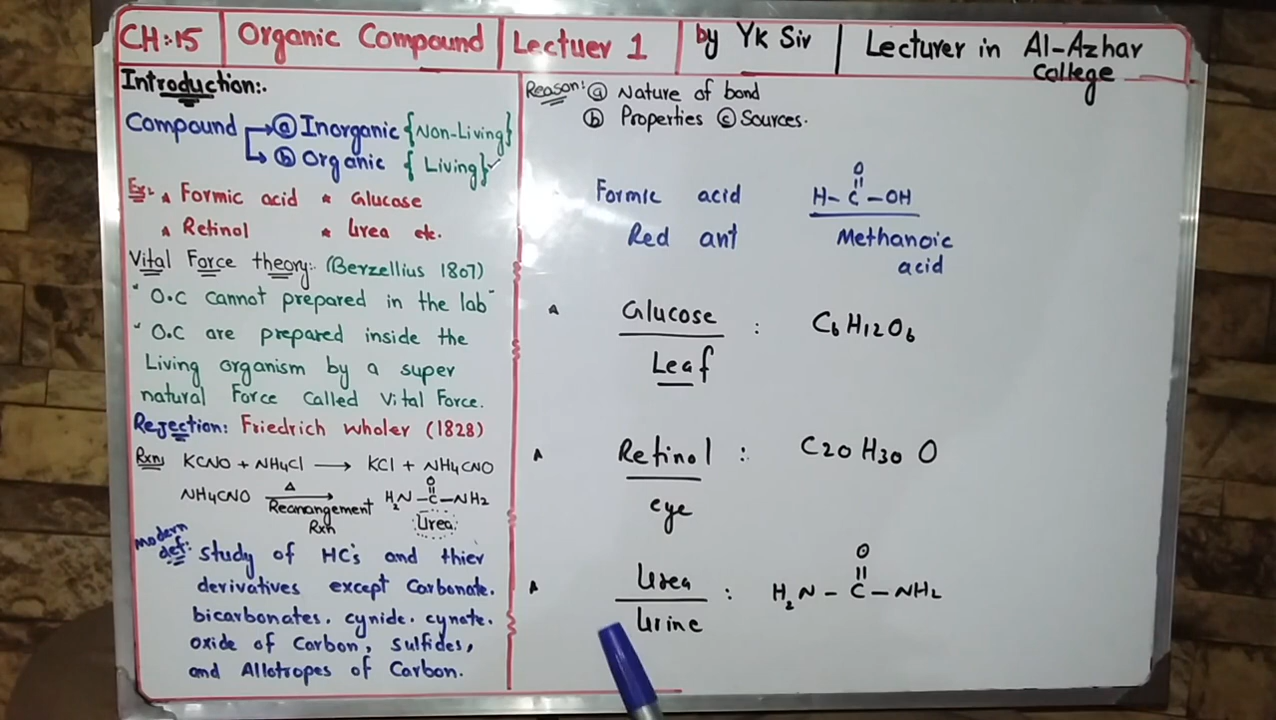 CH:15 Organic Compound Lectuer 1 by Yk Sir Lecturer in Al-Azhar College
Introduction:.
Compound → ⓐ Inorganic {Non-Living}
↳ ⓑ Organic { Living}
Ex:- Formic acid * Glucose
Retinol * Urea etc.
Vital Force theory:- (Berzellius 1807)
" O.C cannot prepared in the lab "
" O.C are prepared inside the
Living organism by a super
natural Force called Vital Force.
Rejection: Friedrich Wholer (1828)
Rxn: KCNO + NH4Cl → KCl + NH4CNO
O
NH4CNO △ → H2N-C-NH2
Rearrangement Rxn Urea
modern def: Study of HC's and thier
derivatives except Carbonate.
bicarbonates. cynide. cynate.
oxide of Carbon, sulfides,
and Allotropes of Carbon.
Reason: ⓐ Nature of bond
ⓑ Properties ⓒ Sources.
O
Formic acid H-C-OH
Red ant Methanoic
acid
Glucose : C6H12O6
Leaf
Retinol : C20H30O
eye
O
Urea : H2N-C-NH2
Urine